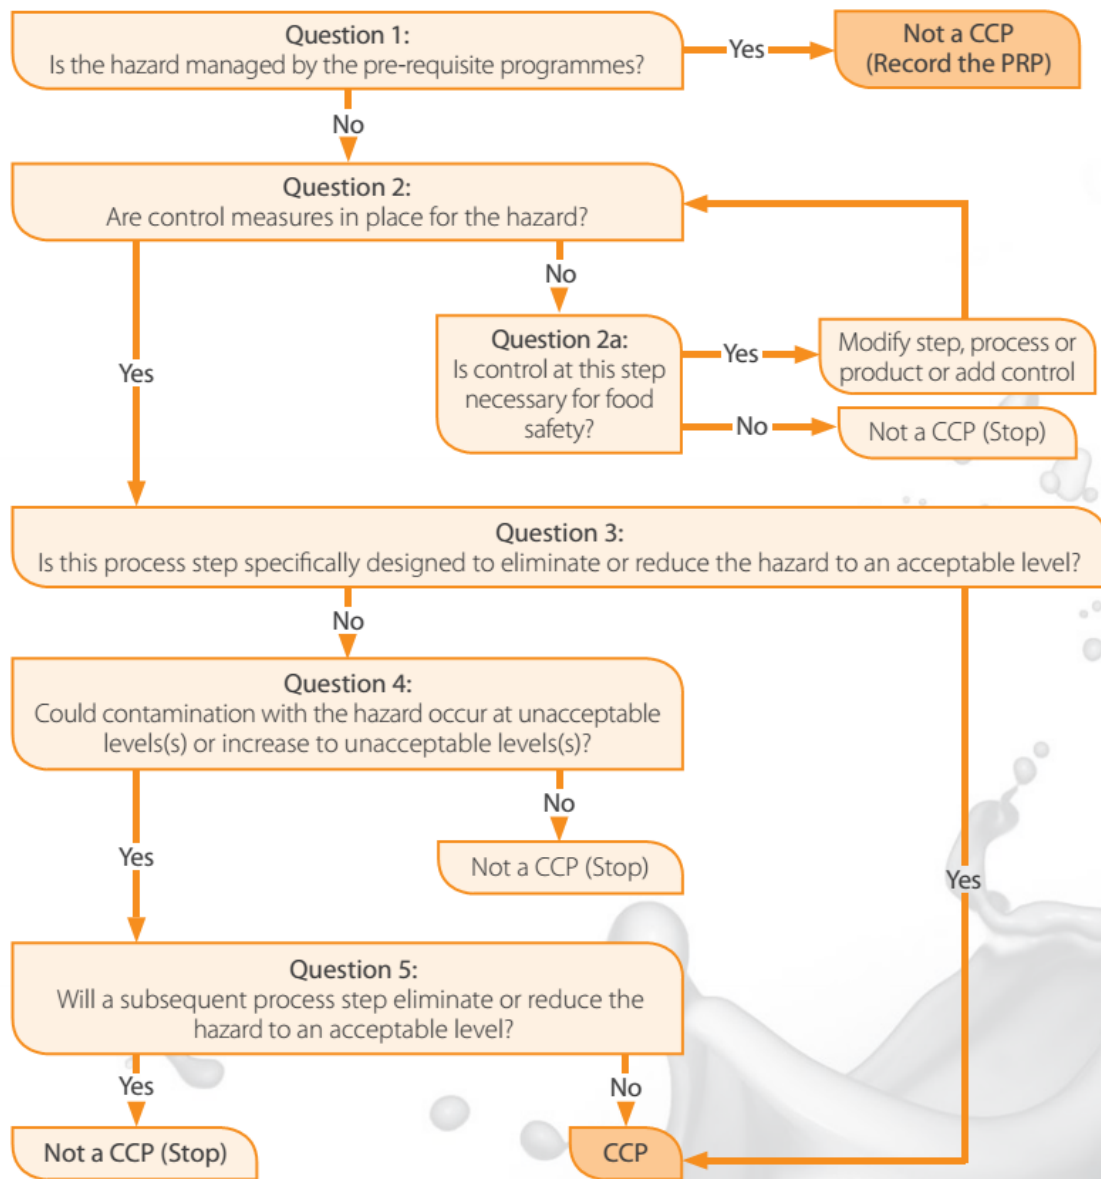 Question 1:
Is the hazard managed by the pre-requisite programmes?
Yes
Not a CCP
(Record the PRP)
No
Question 2:
Are control measures in place for the hazard?
No
Yes
Question 2a:
Is control at this step
necessary for food
safety?
Yes
Modify step, process or
product or add control
No
Not a CCP (Stop)
Question 3:
Is this process step specifically designed to eliminate or reduce the hazard to an acceptable level?
No
Question 4:
Could contamination with the hazard occur at unacceptable
levels(s) or increase to unacceptable levels(s)?
No
Yes
Not a CCP (Stop)
Yes
Question 5:
Will a subsequent process step eliminate or reduce the
hazard to an acceptable level?
Yes
No
Not a CCP (Stop)
CCP